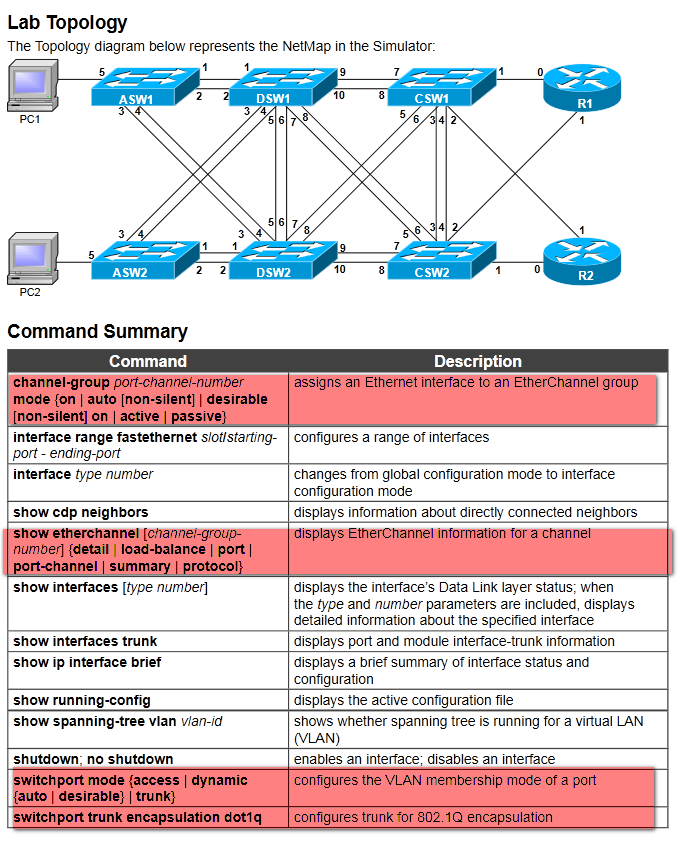 Lab Topology
The Topology diagram below represents the NetMap in the Simulator:
5 1 1 9 7 1 0
ASW1 2 2 DSW1 10 8 CSW1 R1
PC1 3 4 3 4 5 6 7 8 5 6 3 4 2 1
3 4 3 4 5 6 7 8 5 6 3 4 2 1
5 1 1 9 7
ASW2 2 2 DSW2 10 8 CSW2 1 0 R2
PC2
Command Summary
Command Description
channel-group port-channel-number assigns an Ethernet interface to an EtherChannel group
mode {on | auto [non-silent] | desirable
[non-silent] on | active | passive}
interface range fastethernet slot/starting- configures a range of interfaces
port - ending-port
interface type number changes from global configuration mode to interface
configuration mode
show cdp neighbors displays information about directly connected neighbors
show etherchannel [channel-group- displays EtherChannel information for a channel
number] {detail | load-balance | port |
port-channel | summary | protocol}
show interfaces [type number] displays the interface's Data Link layer status; when
the type and number parameters are included, displays
detailed information about the specified interface
show interfaces trunk displays port and module interface-trunk information
show ip interface brief displays a brief summary of interface status and
configuration
show running-config displays the active configuration file
show spanning-tree vlan vlan-id shows whether spanning tree is running for a virtual LAN
(VLAN)
shutdown; no shutdown enables an interface; disables an interface
switchport mode {access | dynamic configures the VLAN membership mode of a port
{auto | desirable} | trunk}
switchport trunk encapsulation dot1q configures trunk for 802.1Q encapsulation